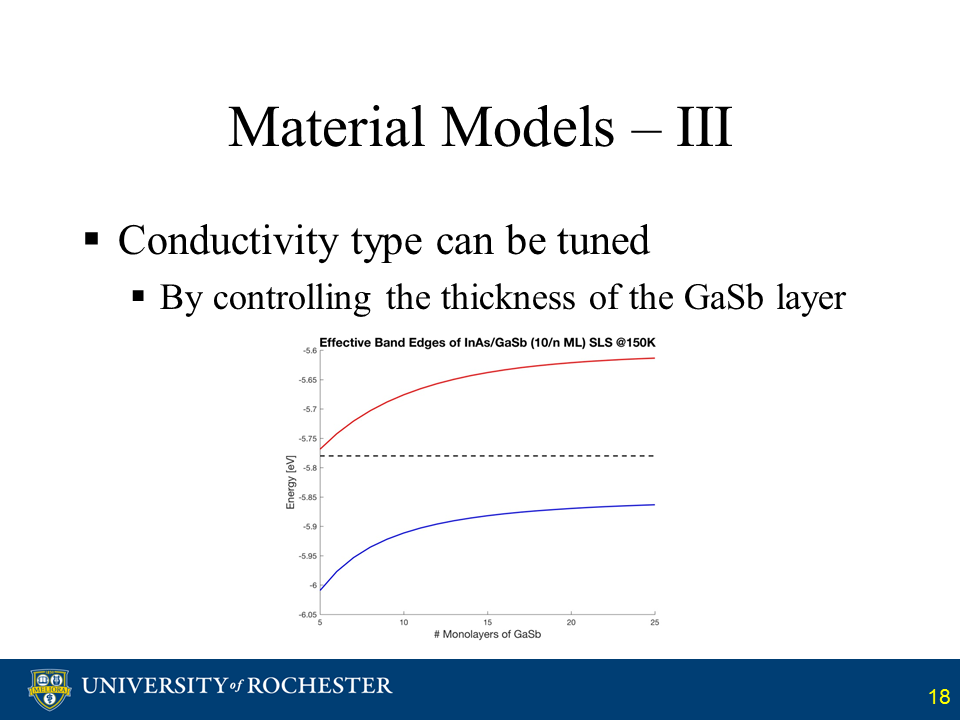 Material Models – III
▪ Conductivity type can be tuned
▪ By controlling the thickness of the GaSb layer
Effective Band Edges of InAs/GaSb (10/n ML) SLS @150K
-5.6
-5.65
-5.7
-5.75
-5.8
-5.85
-5.9
-5.95
-6
-6.05
Energy [eV]
5 10 15 20 25
# Monolayers of GaSb
MELIORA
UNIVERSITY of ROCHESTER
18